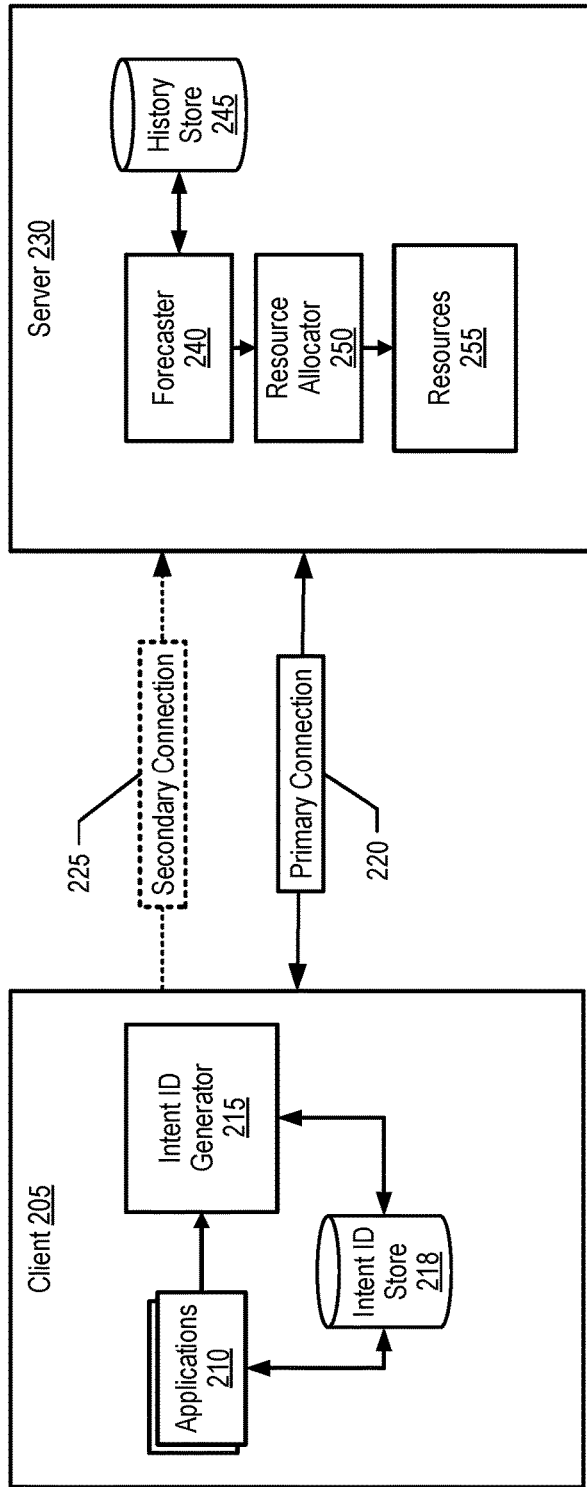 Client 205
Applications
210
Intent ID
Generator
215
Intent ID
Store
218
225
Secondary Connection
Primary Connection
220
Server 230
Forecaster
240
History
Store
245
Resource
Allocator
250
Resources
255